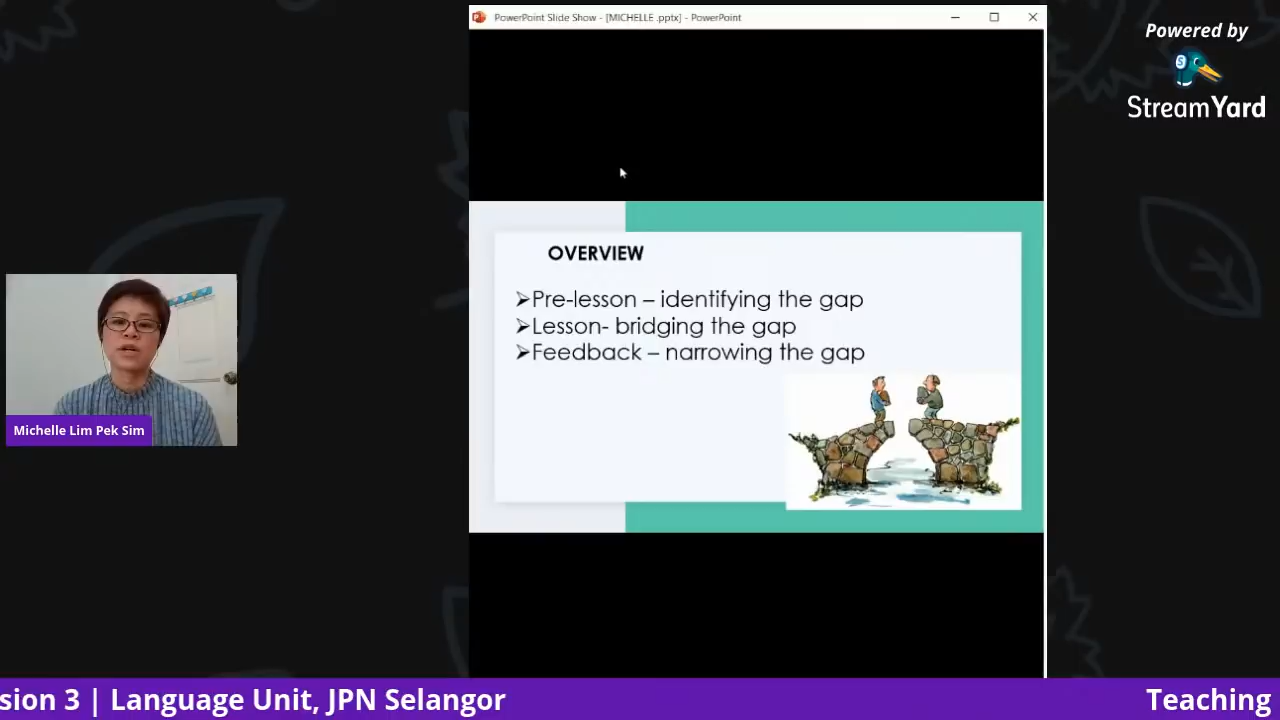 PowerPoint Slide Show - [MICHELLE .pptx] - PowerPoint
Powered by
S
StreamYard
OVERVIEW
➢Pre-lesson – identifying the gap
➢Lesson- bridging the gap
➢Feedback – narrowing the gap
Michelle Lim Pek Sim
sion 3 | Language Unit, JPN Selangor
Teaching